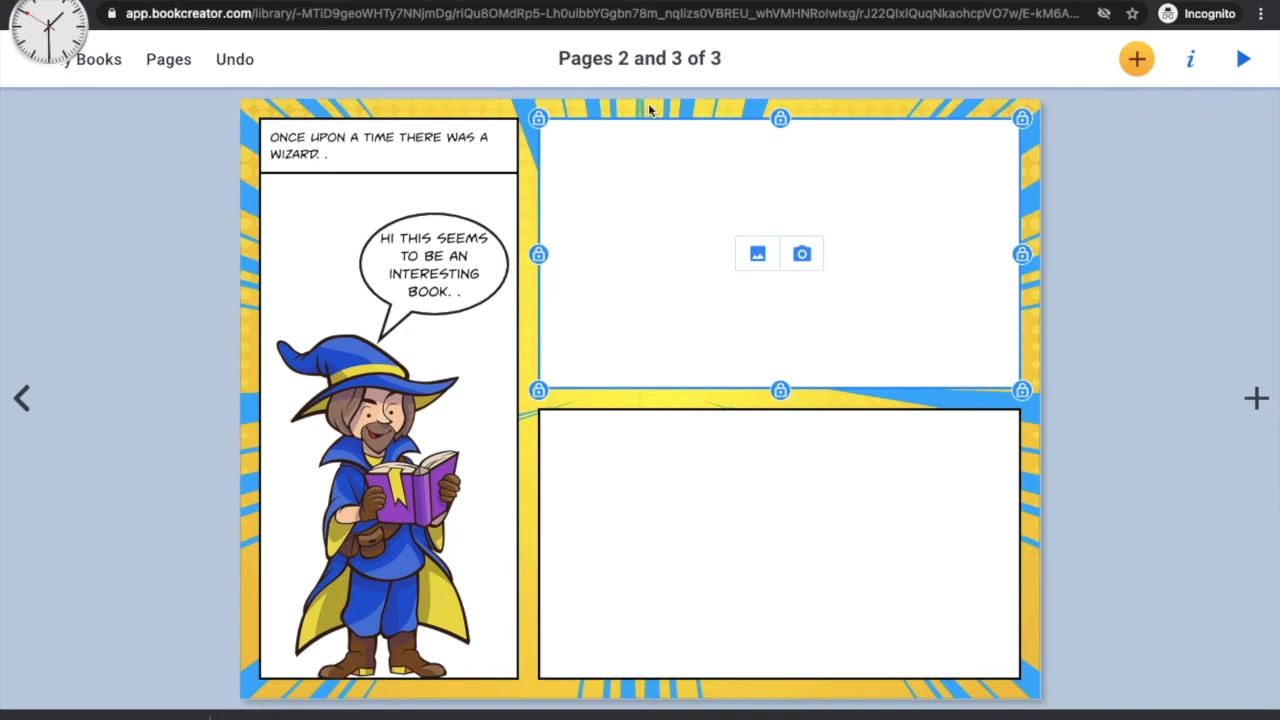 app.bookcreator.com/library/-MTiD9geoWHTy7NNjmDg/riQu8OMdRp5-Lh0uibbYGgbn78m_nqlizs0VBREU_whVMHNRolwlxg/rJ22QlxlQuqNkaohcpVO7w/E-kM6A...
Incognito
y Books
Pages
Undo
Pages 2 and 3 of 3
ONCE UPON A TIME THERE WAS A
WIZARD. .
HI THIS SEEMS
TO BE AN
INTERESTING
BOOK. .